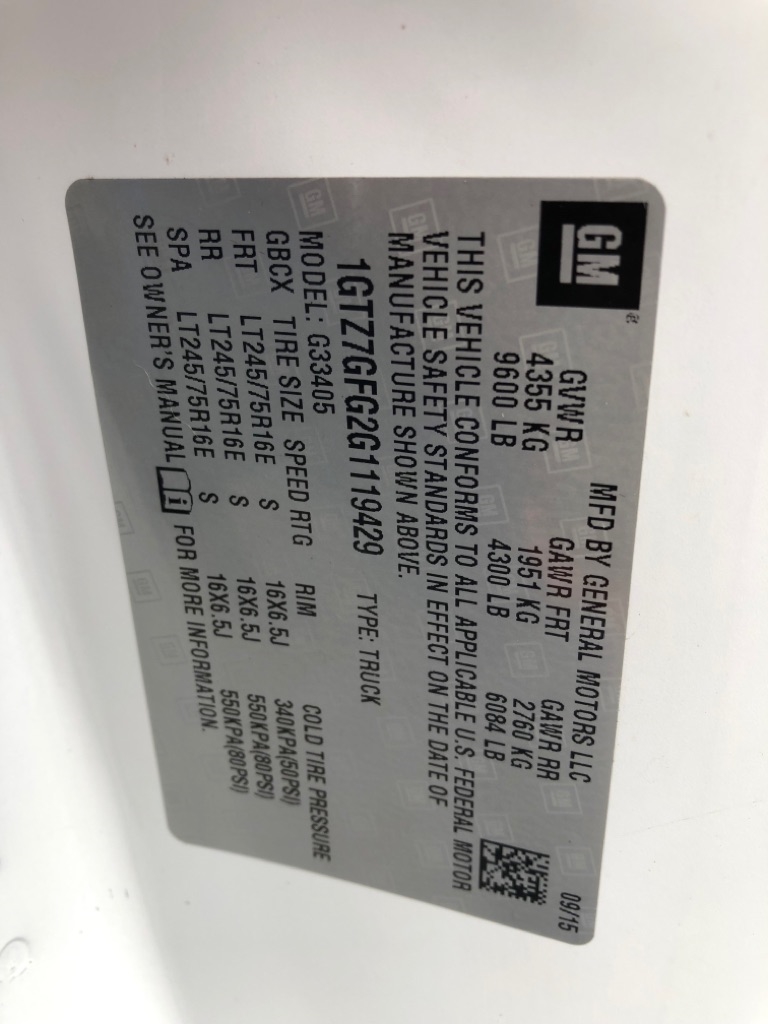 GM
MFD BY GENERAL MOTORS LLC 09/15
GVWR GAWR FRT GAWR RR
4355 KG 1951 KG 2760 KG
9600 LB 4300 LB 6084 LB
THIS VEHICLE CONFORMS TO ALL APPLICABLE U.S. FEDERAL MOTOR
VEHICLE SAFETY STANDARDS IN EFFECT ON THE DATE OF
MANUFACTURE SHOWN ABOVE.
1GTZ7GFG2G1119429 TYPE: TRUCK
MODEL: G33405
GBCX TIRE SIZE SPEED RTG RIM COLD TIRE PRESSURE
FRT LT245/75R16E S 16X6.5J 340KPA(50PSI)
RR LT245/75R16E S 16X6.5J 550KPA(80PSI)
SPA LT245/75R16E S 16X6.5J 550KPA(80PSI)
SEE OWNER'S MANUAL FOR MORE INFORMATION.